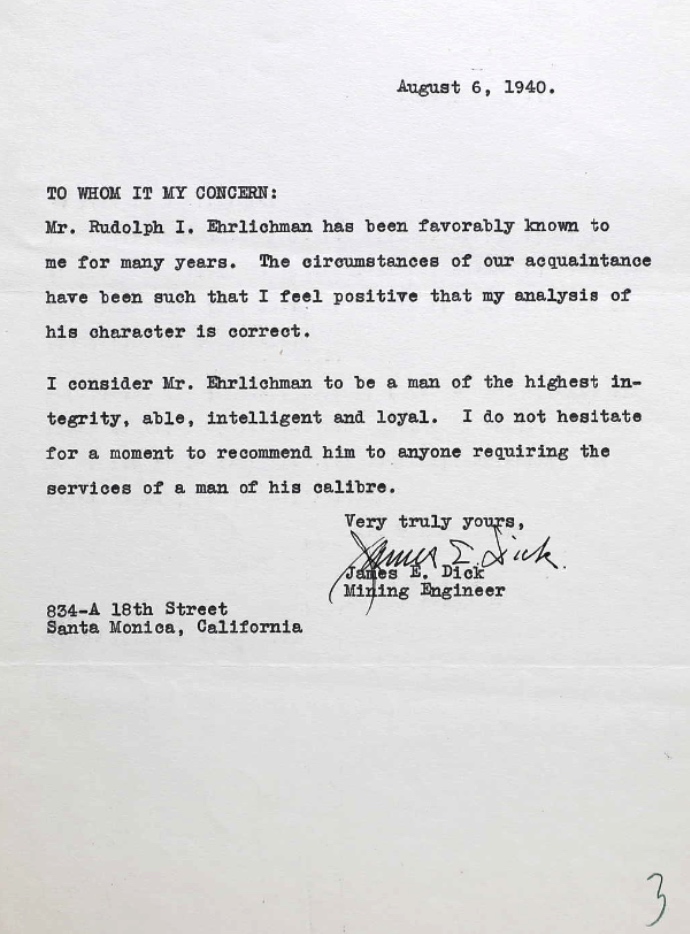 August 6, 1940.
TO WHOM IT MY CONCERN:
Mr. Rudolph I. Ehrlichman has been favorably known to
me for many years. The circumstances of our acquaintance
have been such that I feel positive that my analysis of
his character is correct.
I consider Mr. Ehrlichman to be a man of the highest in-
tegrity, able, intelligent and loyal. I do not hesitate
for a moment to recommend him to anyone requiring the
services of a man of his calibre.
Very truly yours,
James E. Dick.
James E. Dick
Mining Engineer
834-A 18th Street
Santa Monica, California
3